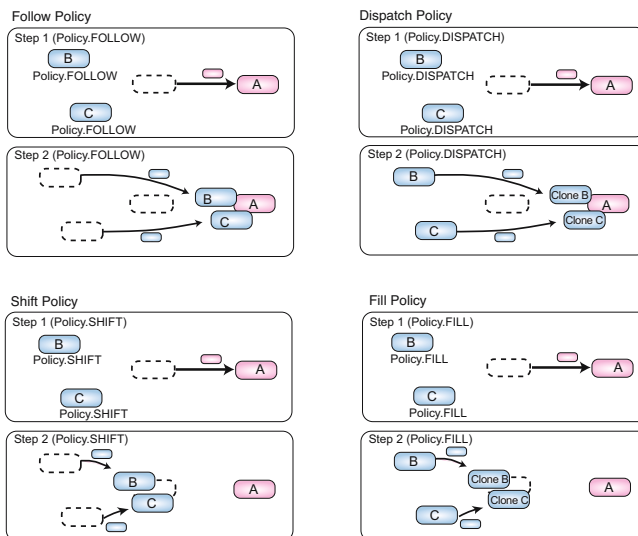 Follow Policy
Step 1 (Policy.FOLLOW)
B
Policy.FOLLOW
A
C
Policy.FOLLOW
Step 2 (Policy.FOLLOW)
B
A
C
Dispatch Policy
Step 1 (Policy.DISPATCH)
B
Policy.DISPATCH
A
C
Policy.DISPATCH
Step 2 (Policy.DISPATCH)
B
Clone B
A
C
Clone C
Shift Policy
Step 1 (Policy.SHIFT)
B
Policy.SHIFT
A
C
Policy.SHIFT
Step 2 (Policy.SHIFT)
B
A
C
Fill Policy
Step 1 (Policy.FILL)
B
Policy.FILL
A
C
Policy.FILL
Step 2 (Policy.FILL)
B
Clone B
A
Clone C
C